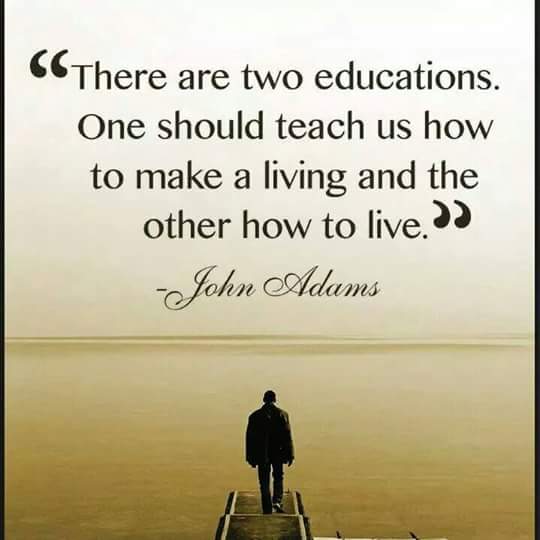 “There are two educations.
One should teach us how
to make a living and the
other how to live.”
-John Adams